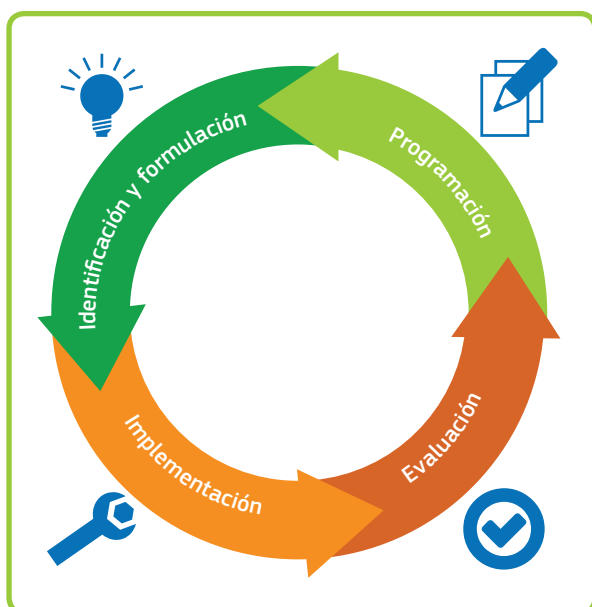 Identificación y formulación
Programación
Implementación
Evaluación